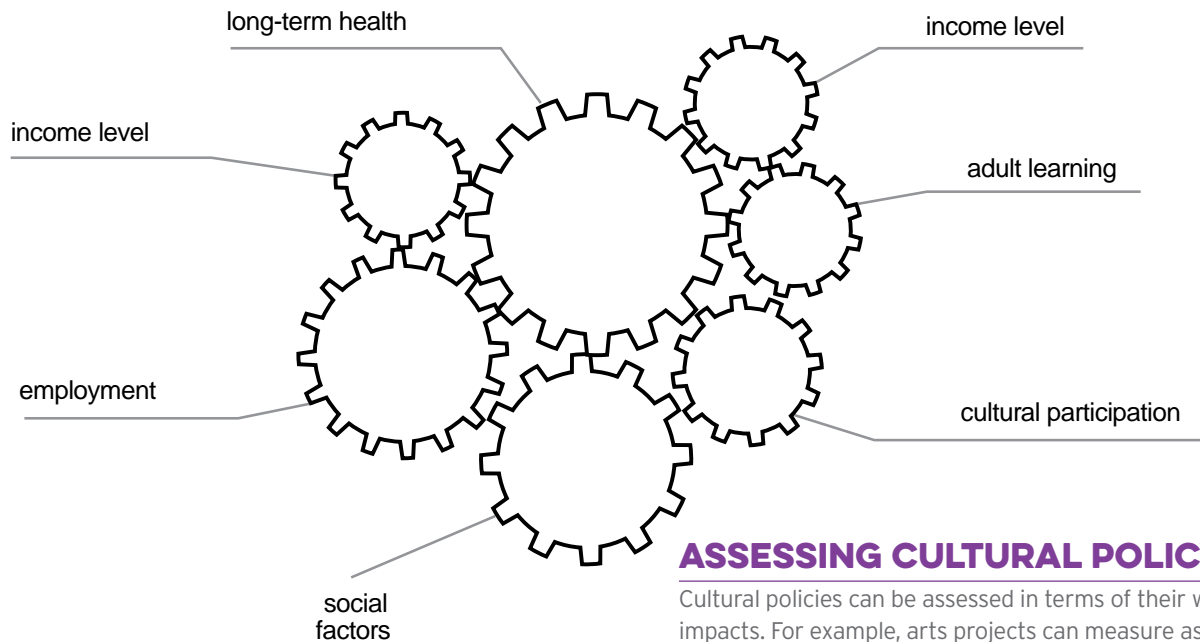 long-term health
income level
income level
adult learning
employment
cultural participation
social
factors
ASSESSING CULTURAL POLIC
Cultural policies can be assessed in terms of their
impacts. For example, arts projects can measure as